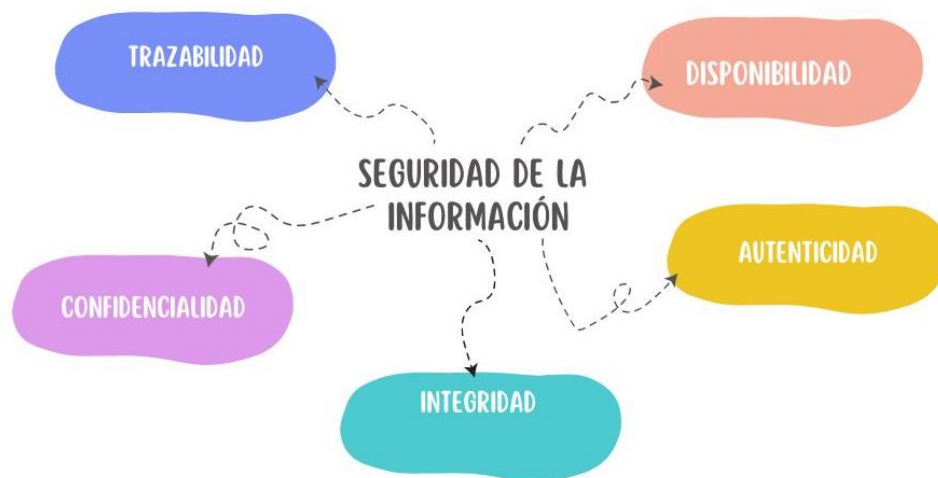 TRAZABILIDAD
DISPONIBILIDAD
SEGURIDAD DE LA
INFORMACIÓN
AUTENTICIDAD
CONFIDENCIALIDAD
INTEGRIDAD